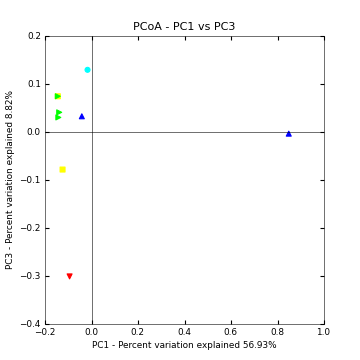 PCoA - PC1 vs PC3
0.2
0.1
0.0
−0.1
−0.2
−0.3
−0.4
PC3 - Percent variation explained 8.82%
−0.2 0.0 0.2 0.4 0.6 0.8 1.0
PC1 - Percent variation explained 56.93%